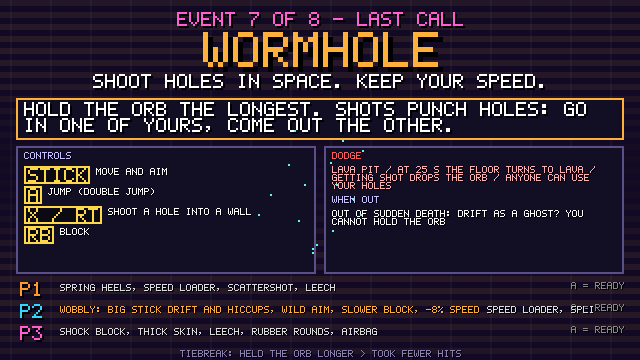 EVENT 7 OF 8 - LAST CALL
WORMHOLE
SHOOT HOLES IN SPACE. KEEP YOUR SPEED.
HOLD THE ORB THE LONGEST. SHOTS PUNCH HOLES: GO
IN ONE OF YOURS, COME OUT THE OTHER.
CONTROLS
STICK MOVE AND AIM
A JUMP (DOUBLE JUMP)
X / RT SHOOT A HOLE INTO A WALL
RB BLOCK
DODGE
LAVA PIT / AT 25 S THE FLOOR TURNS TO LAVA /
GETTING SHOT DROPS THE ORB / ANYONE CAN USE
YOUR HOLES
WHEN OUT
OUT OF SUDDEN DEATH: DRIFT AS A GHOST? YOU
CANNOT HOLD THE ORB
P1 SPRING HEELS, SPEED LOADER, SCATTERSHOT, LEECH A = READY
P2 WOBBLY: BIG STICK DRIFT AND HICCUPS, WILD AIM, SLOWER BLOCK, -8% SPEED SPEED LOADER, = READY
P3 SHOCK BLOCK, THICK SKIN, LEECH, RUBBER ROUNDS, AIRBAG A = READY
TIEBREAK: HELD THE ORB LONGER > TOOK FEWER HITS